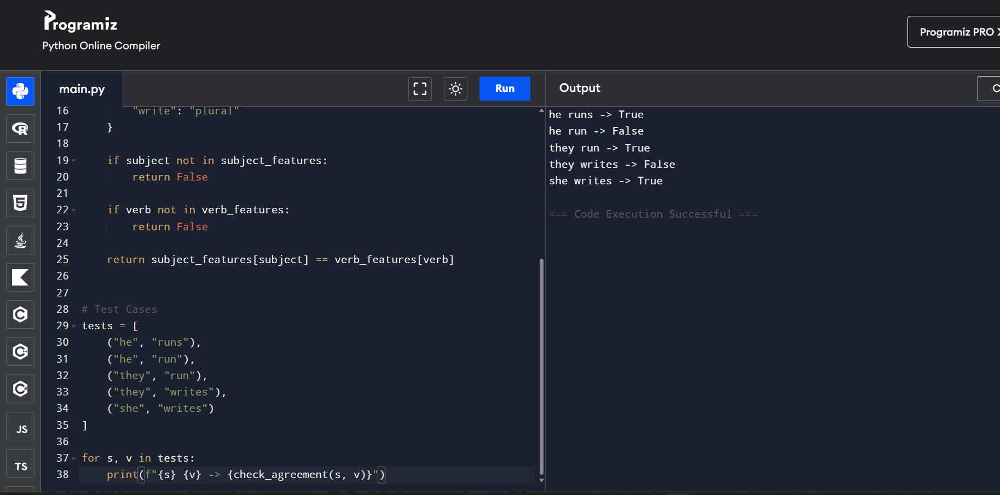 Programiz
Python Online Compiler
Programiz PRO
main.py
Run
Output
16 "write": "plural"
17 }
18
19 if subject not in subject_features:
20 return False
21
22 if verb not in verb_features:
23 return False
24
25 return subject_features[subject] == verb_features[verb]
26
27
28 # Test Cases
29 tests = [
30 ("he", "runs"),
31 ("he", "run"),
32 ("they", "run"),
33 ("they", "writes"),
34 ("she", "writes")
35 ]
36
37 for s, v in tests:
38 print(f"{s} {v} -> {check_agreement(s, v)}")
he runs -> True
he run -> False
they run -> True
they writes -> False
she writes -> True
=== Code Execution Successful ===
R
5
C
C++
C#
JS
TS